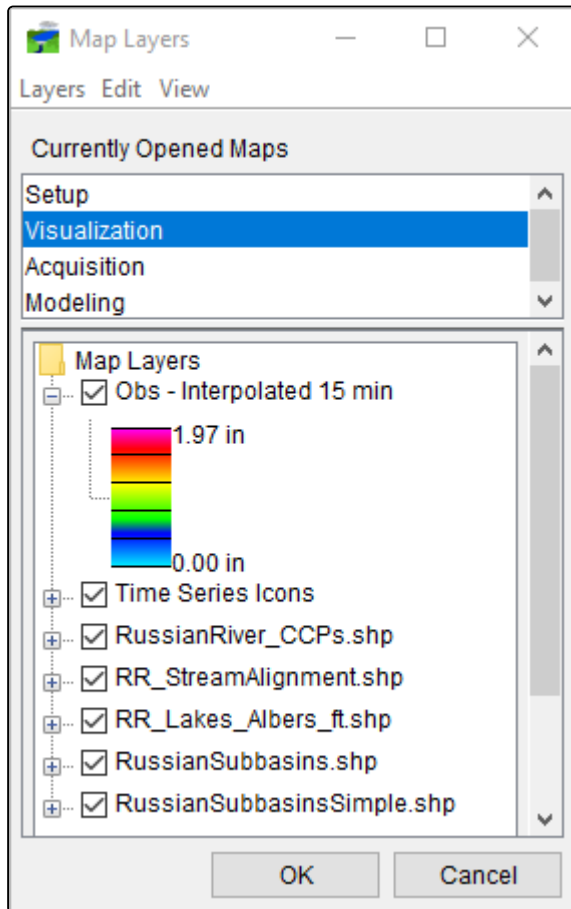 Map Layers
Layers Edit View
Currently Opened Maps
Setup
Visualization
Acquisition
Modeling
Map Layers
Obs - Interpolated 15 min
1.97 in
0.00 in
Time Series Icons
RussianRiver_CCPs.shp
RR_StreamAlignment.shp
RR_Lakes_Albers_ft.shp
RussianSubbasins.shp
RussianSubbasinsSimple.shp
OK Cancel